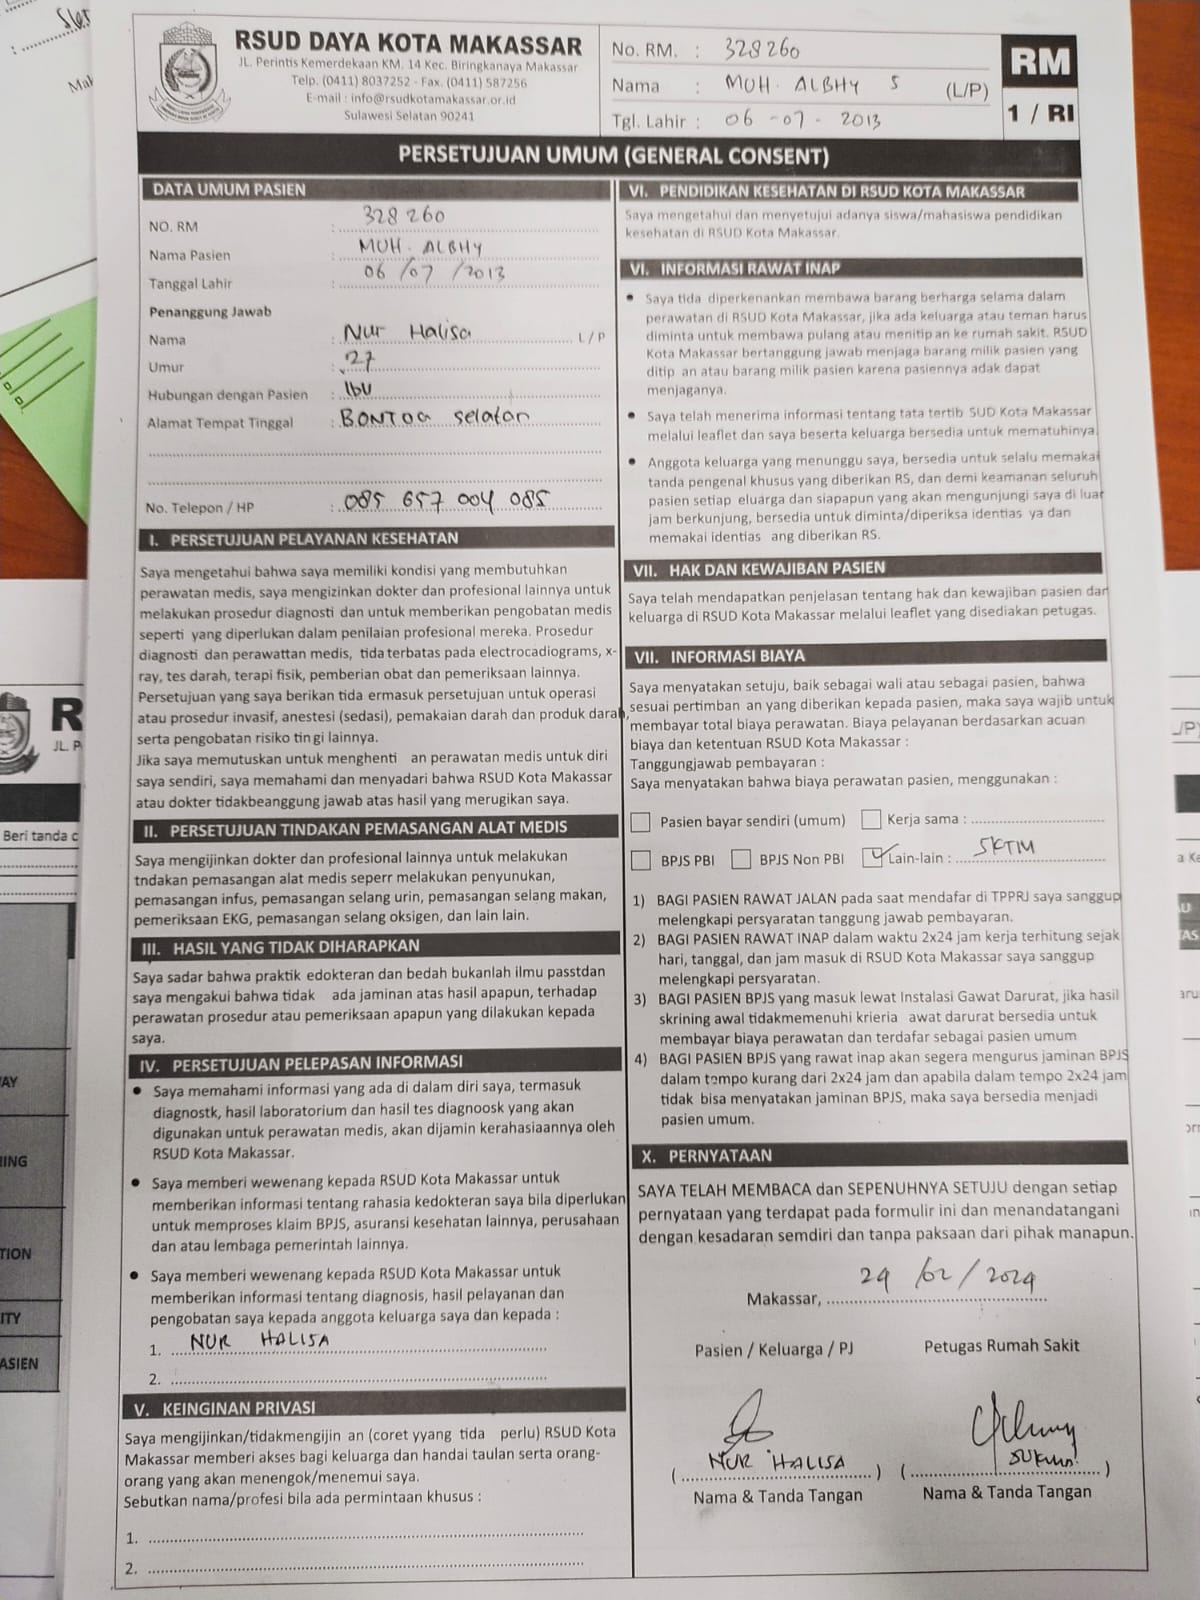 RSUD DAYA KOTA MAKASSAR
JL. Perintis Kemerdekaan KM. 14 Kec. Biringkanaya Makassar
Telp. (0411) 8037252 - Fax. (0411) 587256
E-mail : info@rsudkotamakassar.or.id
Sulawesi Selatan 90241
No. RM. : 328260
Nama : MUH. ALBHY S (L/P)
Tgl. Lahir : 06 - 07 - 2013
RM
1 / RI
PERSETUJUAN UMUM (GENERAL CONSENT)
DATA UMUM PASIEN
NO. RM : 328 260
Nama Pasien : MUH. ALBHY
Tanggal Lahir : 06 / 07 / 2013
Penanggung Jawab
Nama : Nur Halisa L / P
Umur : 27
Hubungan dengan Pasien : Ibu
Alamat Tempat Tinggal : BONTOA selatan
No. Telepon / HP : 085 657 004 085
I. PERSETUJUAN PELAYANAN KESEHATAN
Saya mengetahui bahwa saya memiliki kondisi yang membutuhkan
perawatan medis, saya mengizinkan dokter dan profesional lainnya untuk
melakukan prosedur diagnosti dan untuk memberikan pengobatan medis
seperti yang diperlukan dalam penilaian profesional mereka. Prosedur
diagnosti dan perawattan medis, tida terbatas pada electrocadiograms, x-
ray, tes darah, terapi fisik, pemberian obat dan pemeriksaan lainnya.
Persetujuan yang saya berikan tida ermasuk persetujuan untuk operasi
atau prosedur invasif, anestesi (sedasi), pemakaian darah dan produk darah,
serta pengobatan risiko tin gi lainnya.
Jika saya memutuskan untuk menghenti an perawatan medis untuk diri
saya sendiri, saya memahami dan menyadari bahwa RSUD Kota Makassar
atau dokter tidakbeanggung jawab atas hasil yang merugikan saya.
II. PERSETUJUAN TINDAKAN PEMASANGAN ALAT MEDIS
Saya mengijinkan dokter dan profesional lainnya untuk melakukan
tndakan pemasangan alat medis seperr melakukan penyunukan,
pemasangan infus, pemasangan selang urin, pemasangan selang makan,
pemeriksaan EKG, pemasangan selang oksigen, dan lain lain.
III. HASIL YANG TIDAK DIHARAPKAN
Saya sadar bahwa praktik edokteran dan bedah bukanlah ilmu passtdan
saya mengakui bahwa tidak ada jaminan atas hasil apapun, terhadap
perawatan prosedur atau pemeriksaan apapun yang dilakukan kepada
saya.
IV. PERSETUJUAN PELEPASAN INFORMASI
• Saya memahami informasi yang ada di dalam diri saya, termasuk
diagnostk, hasil laboratorium dan hasil tes diagnoosk yang akan
digunakan untuk perawatan medis, akan dijamin kerahasiaannya oleh
RSUD Kota Makassar.
• Saya memberi wewenang kepada RSUD Kota Makassar untuk
memberikan informasi tentang rahasia kedokteran saya bila diperlukan
untuk memproses klaim BPJS, asuransi kesehatan lainnya, perusahaan
dan atau lembaga pemerintah lainnya.
• Saya memberi wewenang kepada RSUD Kota Makassar untuk
memberikan informasi tentang diagnosis, hasil pelayanan dan
pengobatan saya kepada anggota keluarga saya dan kepada :
1. NUR HALISA
2.
V. KEINGINAN PRIVASI
Saya mengijinkan/tidakmengijin an (coret yyang tida perlu) RSUD Kota
Makassar memberi akses bagi keluarga dan handai taulan serta orang-
orang yang akan menengok/menemui saya.
Sebutkan nama/profesi bila ada permintaan khusus :
1.
2.
VI. PENDIDIKAN KESEHATAN DI RSUD KOTA MAKASSAR
Saya mengetahui dan menyetujui adanya siswa/mahasiswa pendidikan
kesehatan di RSUD Kota Makassar.
VI. INFORMASI RAWAT INAP
• Saya tida diperkenankan membawa barang berharga selama dalam
perawatan di RSUD Kota Makassar, jika ada keluarga atau teman harus
diminta untuk membawa pulang atau menitip an ke rumah sakit. RSUD
Kota Makassar bertanggung jawab menjaga barang milik pasien yang
ditip an atau barang milik pasien karena pasiennya adak dapat
menjaganya.
• Saya telah menerima informasi tentang tata tertib SUD Kota Makassar
melalui leaflet dan saya beserta keluarga bersedia untuk mematuhinya.
• Anggota keluarga yang menunggu saya, bersedia untuk selalu memakai
tanda pengenal khusus yang diberikan RS, dan demi keamanan seluruh
pasien setiap eluarga dan siapapun yang akan mengunjungi saya di luar
jam berkunjung, bersedia untuk diminta/diperiksa identias ya dan
memakai identias ang diberikan RS.
VII. HAK DAN KEWAJIBAN PASIEN
Saya telah mendapatkan penjelasan tentang hak dan kewajiban pasien dan
keluarga di RSUD Kota Makassar melalui leaflet yang disediakan petugas.
VII. INFORMASI BIAYA
Saya menyatakan setuju, baik sebagai wali atau sebagai pasien, bahwa
sesuai pertimban an yang diberikan kepada pasien, maka saya wajib untuk
membayar total biaya perawatan. Biaya pelayanan berdasarkan acuan
biaya dan ketentuan RSUD Kota Makassar :
Tanggungjawab pembayaran :
Saya menyatakan bahwa biaya perawatan pasien, menggunakan :
Pasien bayar sendiri (umum) Kerja sama :
BPJS PBI BPJS Non PBI Lain-lain : SKTM
1) BAGI PASIEN RAWAT JALAN pada saat mendafar di TPPRJ saya sanggup
melengkapi persyaratan tanggung jawab pembayaran.
2) BAGI PASIEN RAWAT INAP dalam waktu 2x24 jam kerja terhitung sejak
hari, tanggal, dan jam masuk di RSUD Kota Makassar saya sanggup
melengkapi persyaratan.
3) BAGI PASIEN BPJS yang masuk lewat Instalasi Gawat Darurat, jika hasil
skrining awal tidakmemenuhi krieria awat darurat bersedia untuk
membayar biaya perawatan dan terdafar sebagai pasien umum
4) BAGI PASIEN BPJS yang rawat inap akan segera mengurus jaminan BPJS
dalam tempo kurang dari 2x24 jam dan apabila dalam tempo 2x24 jam
tidak bisa menyatakan jaminan BPJS, maka saya bersedia menjadi
pasien umum.
X. PERNYATAAN
SAYA TELAH MEMBACA dan SEPENUHNYA SETUJU dengan setiap
pernyataan yang terdapat pada formulir ini dan menandatangani
dengan kesadaran semdiri dan tanpa paksaan dari pihak manapun.
Makassar, 29 / 02 / 2024
Pasien / Keluarga / PJ Petugas Rumah Sakit
( NUR HALISA ) ( )
Nama & Tanda Tangan Nama & Tanda Tangan
Beri tanda
ITY
ASIEN